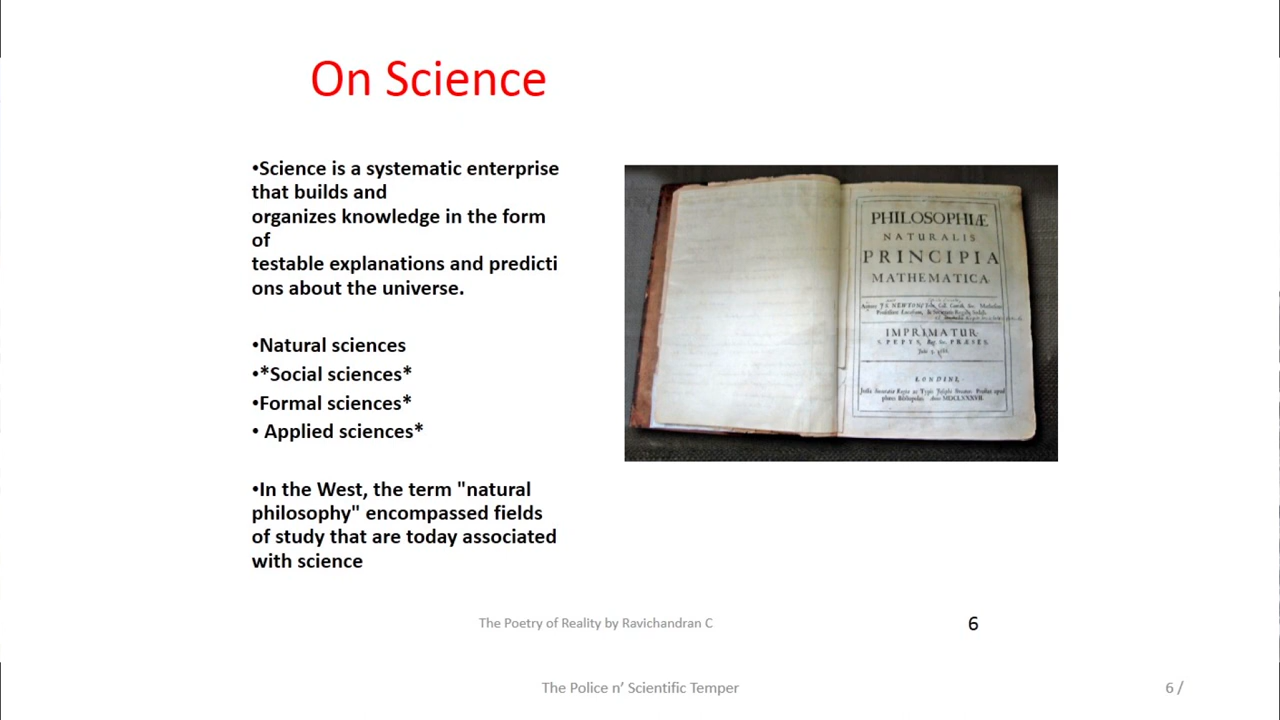 On Science
•Science is a systematic enterprise
that builds and
organizes knowledge in the form
of
testable explanations and predicti
ons about the universe.
•Natural sciences
•*Social sciences*
•Formal sciences*
• Applied sciences*
•In the West, the term "natural
philosophy" encompassed fields
of study that are today associated
with science
PHILOSOPHIÆ
NATURALIS
PRINCIPIA
MATHEMATICA
IMPRIMATUR
S. PEPYS, Reg. Soc. PRÆSES.
LONDINI,
The Poetry of Reality by Ravichandran C
6
The Police n’ Scientific Temper
6 /